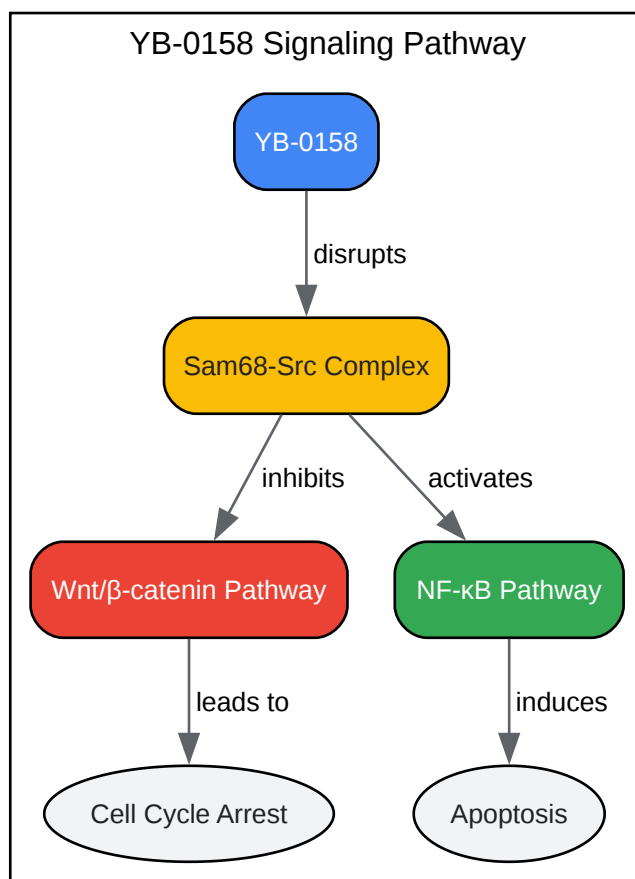 YB-0158 Signaling Pathway
YB-0158
disrupts
Sam68-Src Complex
inhibits
activates
Wnt/β-catenin Pathway
NF-κB Pathway
leads to
induces
Cell Cycle Arrest
Apoptosis